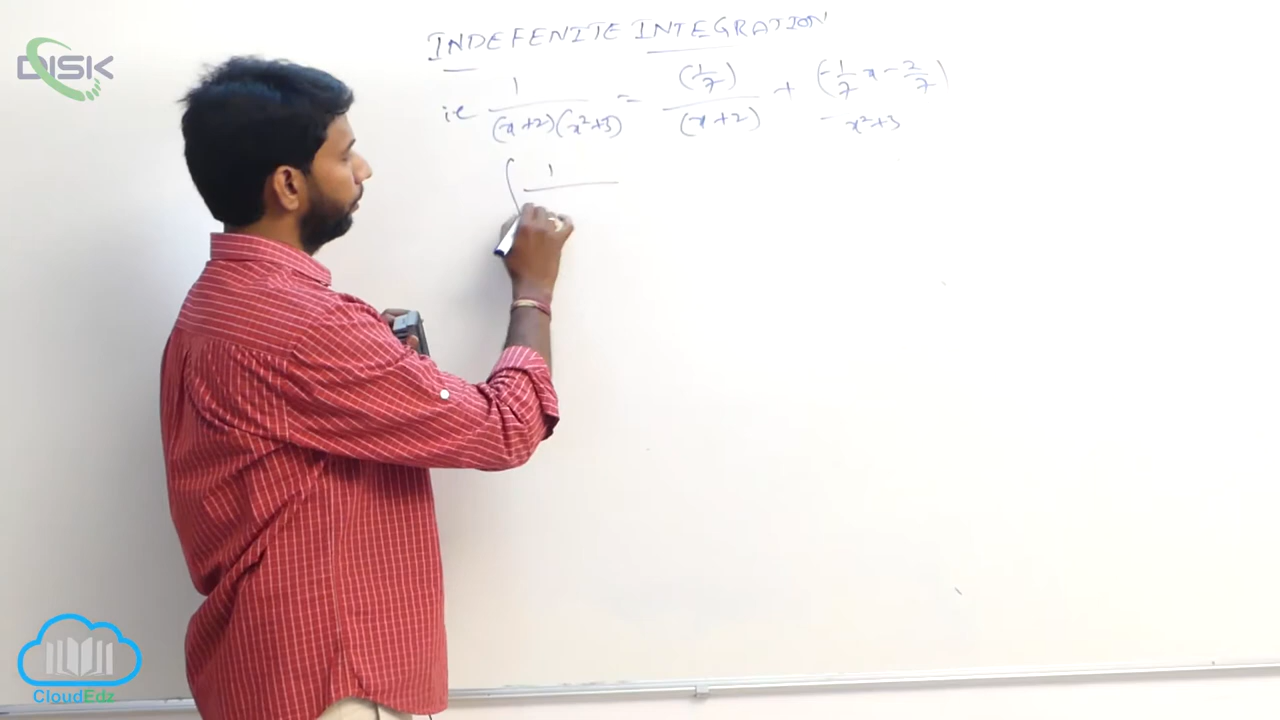 DISK
INDEFENITE INTEGRATION
ie 1/((x+2)(x²+3)) = (1/7)/(x+2) + (-1/7 x - 2/7)/(x²+3)
∫ 1
CloudEdz